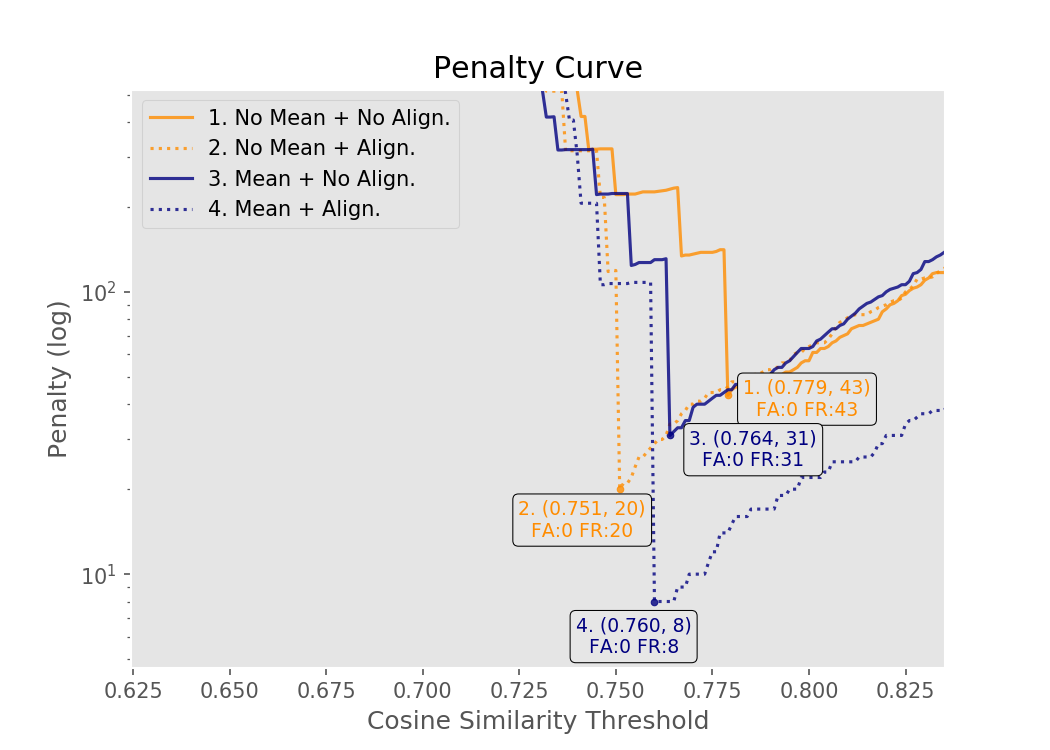 Penalty Curve
1. No Mean + No Align.
2. No Mean + Align.
3. Mean + No Align.
4. Mean + Align.
Penalty (log)
10²
10¹
1. (0.779, 43)
FA:0 FR:43
3. (0.764, 31)
FA:0 FR:31
2. (0.751, 20)
FA:0 FR:20
4. (0.760, 8)
FA:0 FR:8
0.625 0.650 0.675 0.700 0.725 0.750 0.775 0.800 0.825
Cosine Similarity Threshold